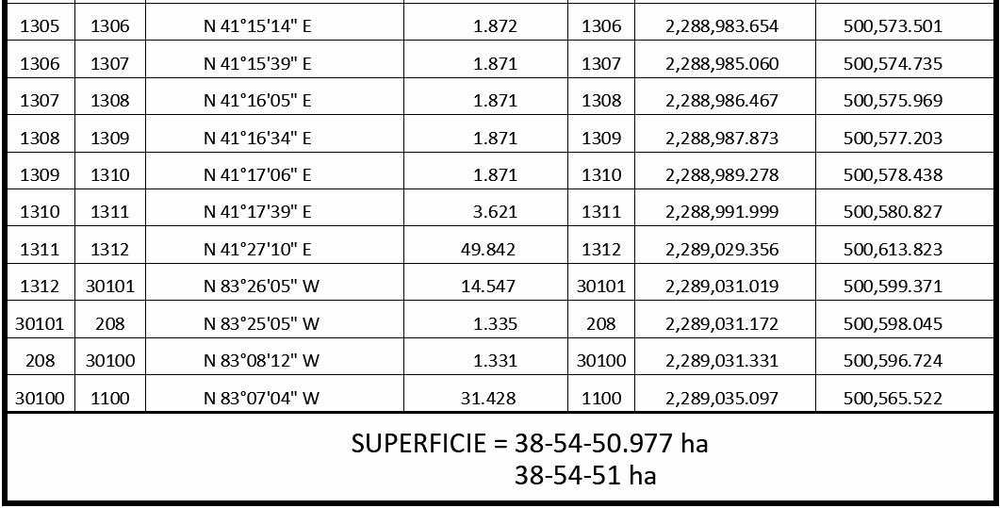 1305 1306 N 41°15'14" E 1.872 1306 2,288,983.654 500,573.501
1306 1307 N 41°15'39" E 1.871 1307 2,288,985.060 500,574.735
1307 1308 N 41°16'05" E 1.871 1308 2,288,986.467 500,575.969
1308 1309 N 41°16'34" E 1.871 1309 2,288,987.873 500,577.203
1309 1310 N 41°17'06" E 1.871 1310 2,288,989.278 500,578.438
1310 1311 N 41°17'39" E 3.621 1311 2,288,991.999 500,580.827
1311 1312 N 41°27'10" E 49.842 1312 2,289,029.356 500,613.823
1312 30101 N 83°26'05" W 14.547 30101 2,289,031.019 500,599.371
30101 208 N 83°25'05" W 1.335 208 2,289,031.172 500,598.045
208 30100 N 83°08'12" W 1.331 30100 2,289,031.331 500,596.724
30100 1100 N 83°07'04" W 31.428 1100 2,289,035.097 500,565.522
SUPERFICIE = 38-54-50.977 ha
38-54-51 ha